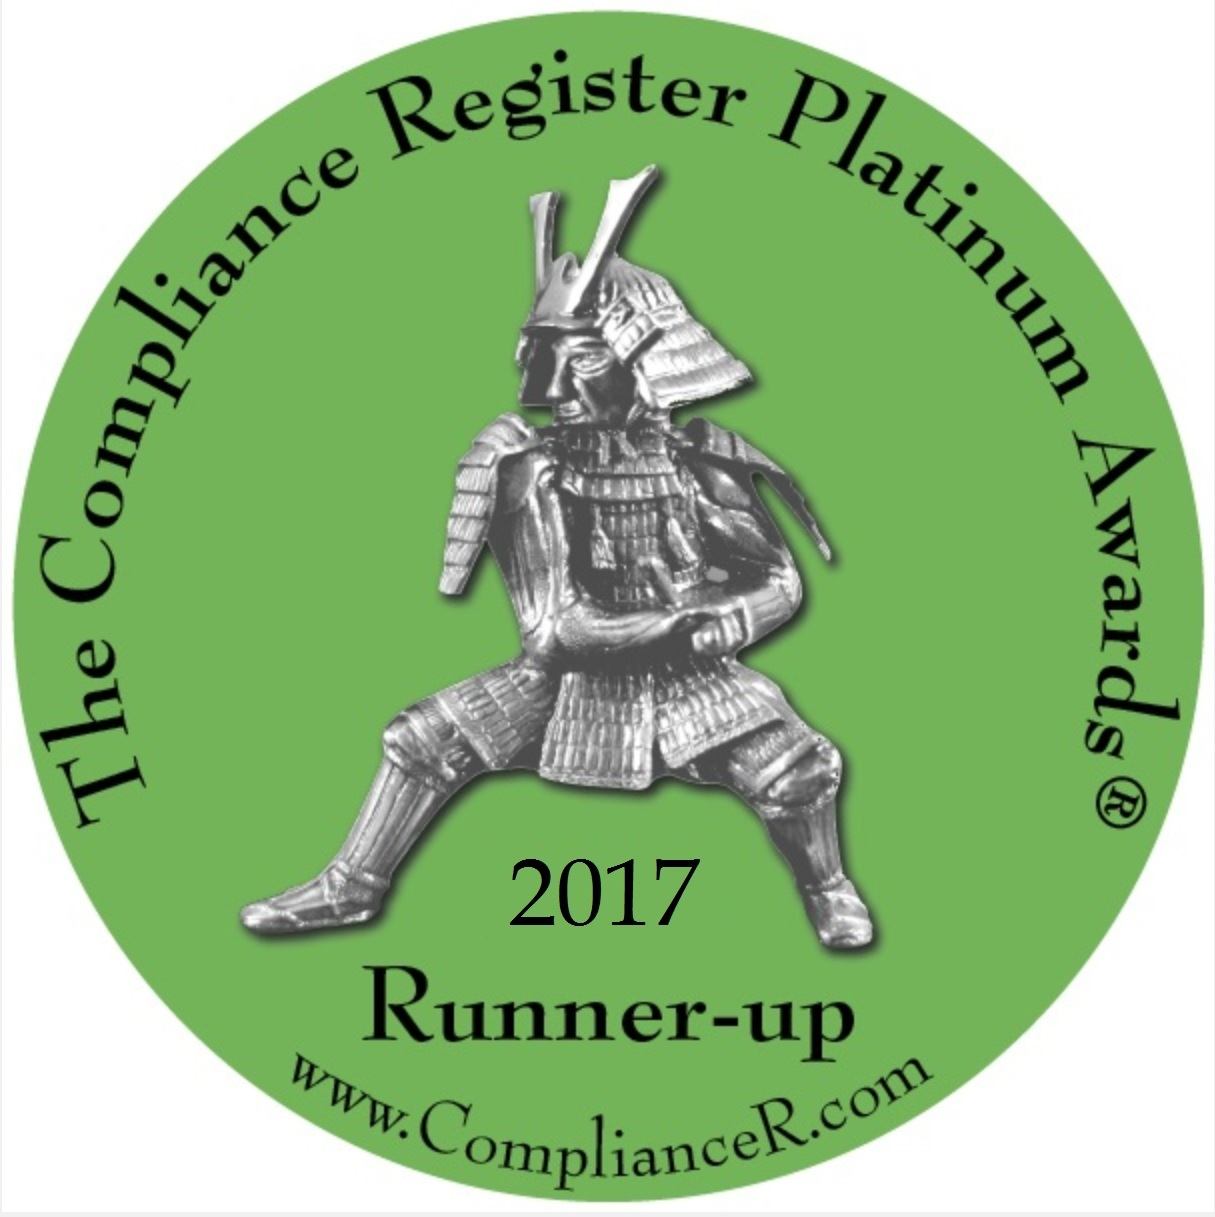 The Compliance Register Platinum Awards®
2017
Runner-up
www.ComplianceR.com